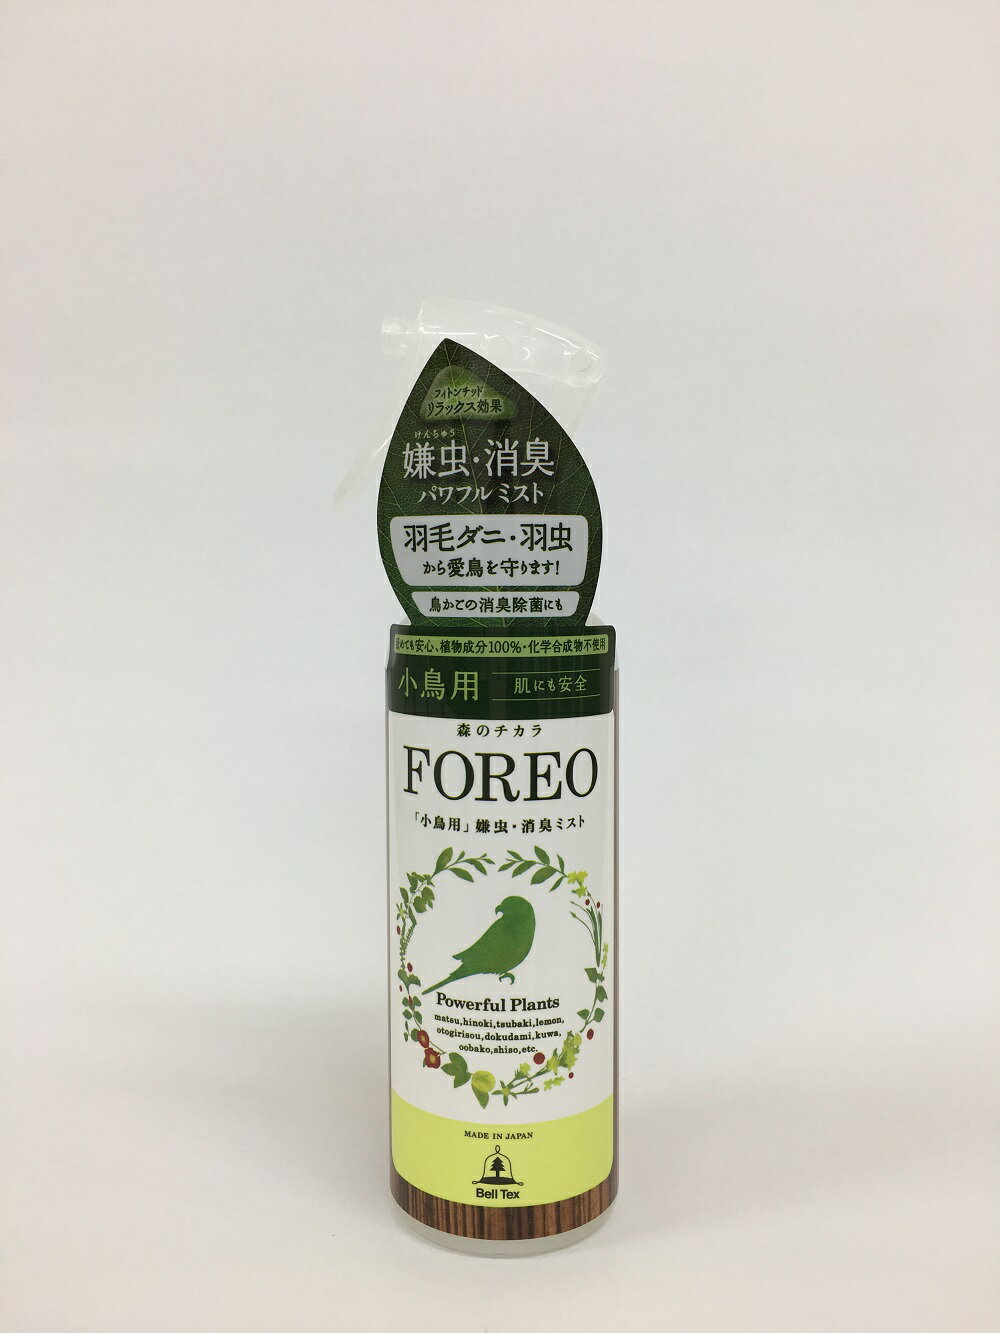 フィトンチッド
リラックス効果
けんちゅう
嫌虫・消臭
パワフルミスト
羽毛ダニ・羽虫
から愛鳥を守ります!
鳥かごの消臭除菌にも
舐めても安心、植物成分100%・化学合成物不使用
小鳥用
肌にも安全
森のチカラ
FOREO
「小鳥用」嫌虫・消臭ミスト
Powerful Plants
matsu,hinoki,tsubaki,lemon,
otogirisou,dokudami,kuwa,
oobako,shiso,etc.
MADE IN JAPAN
Bell Tex